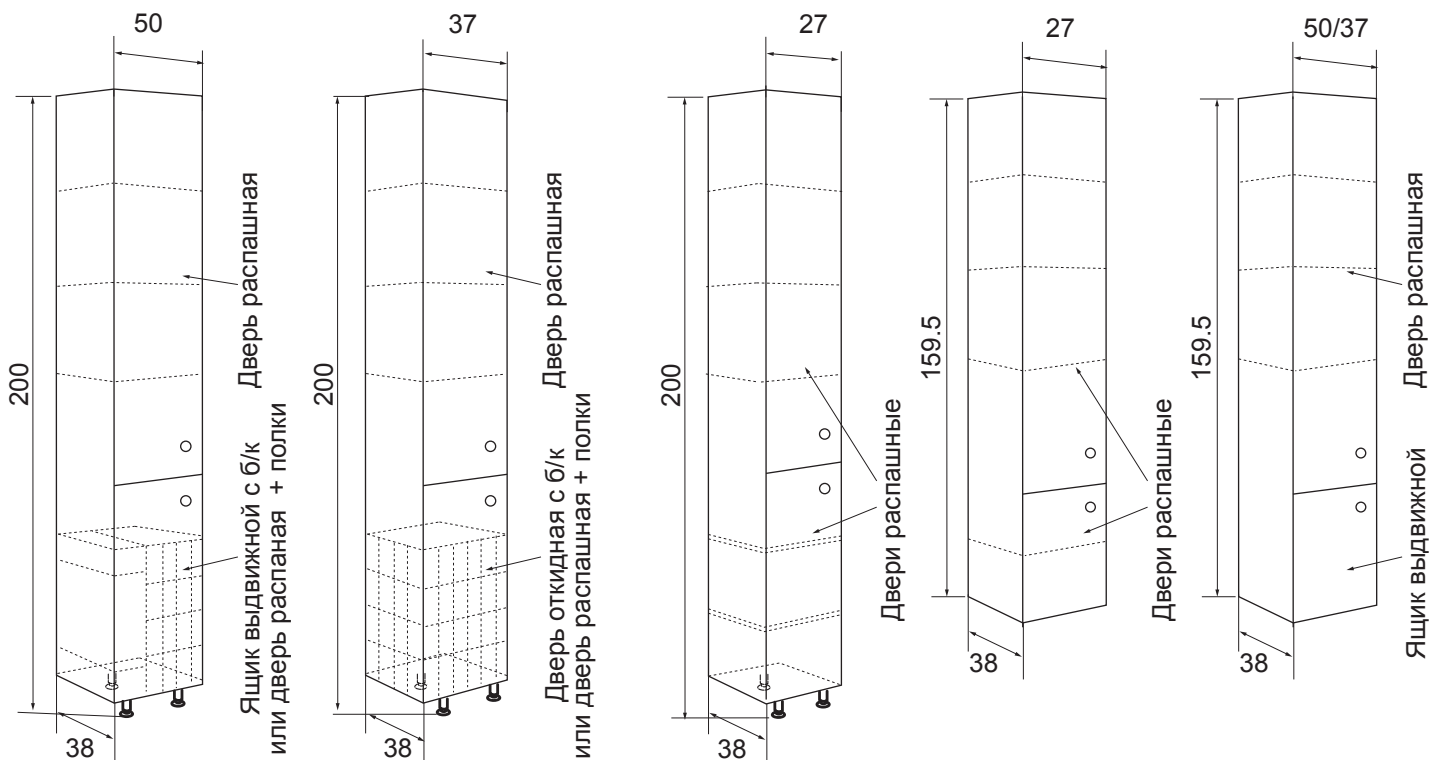 50
200
38
Дверь распашная
Ящик выдвижной с б/к
или дверь распаная + полки
37
200
38
Дверь распашная
Дверь откидная с б/к
или дверь распашная + полки
27
200
38
Двери распашные
27
159.5
38
Двери распашные
50/37
159.5
38
Дверь распашная
Ящик выдвижной